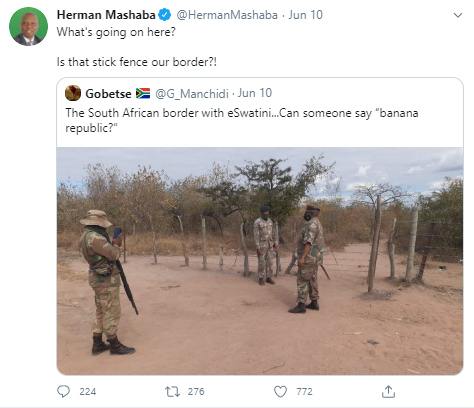 Herman Mashaba @HermanMashaba · Jun 10
What's going on here?
Is that stick fence our border?!
Gobetse 🇿🇦 @G_Manchidi · Jun 10
The South African border with eSwatini...Can someone say "banana
republic?"
224 276 772